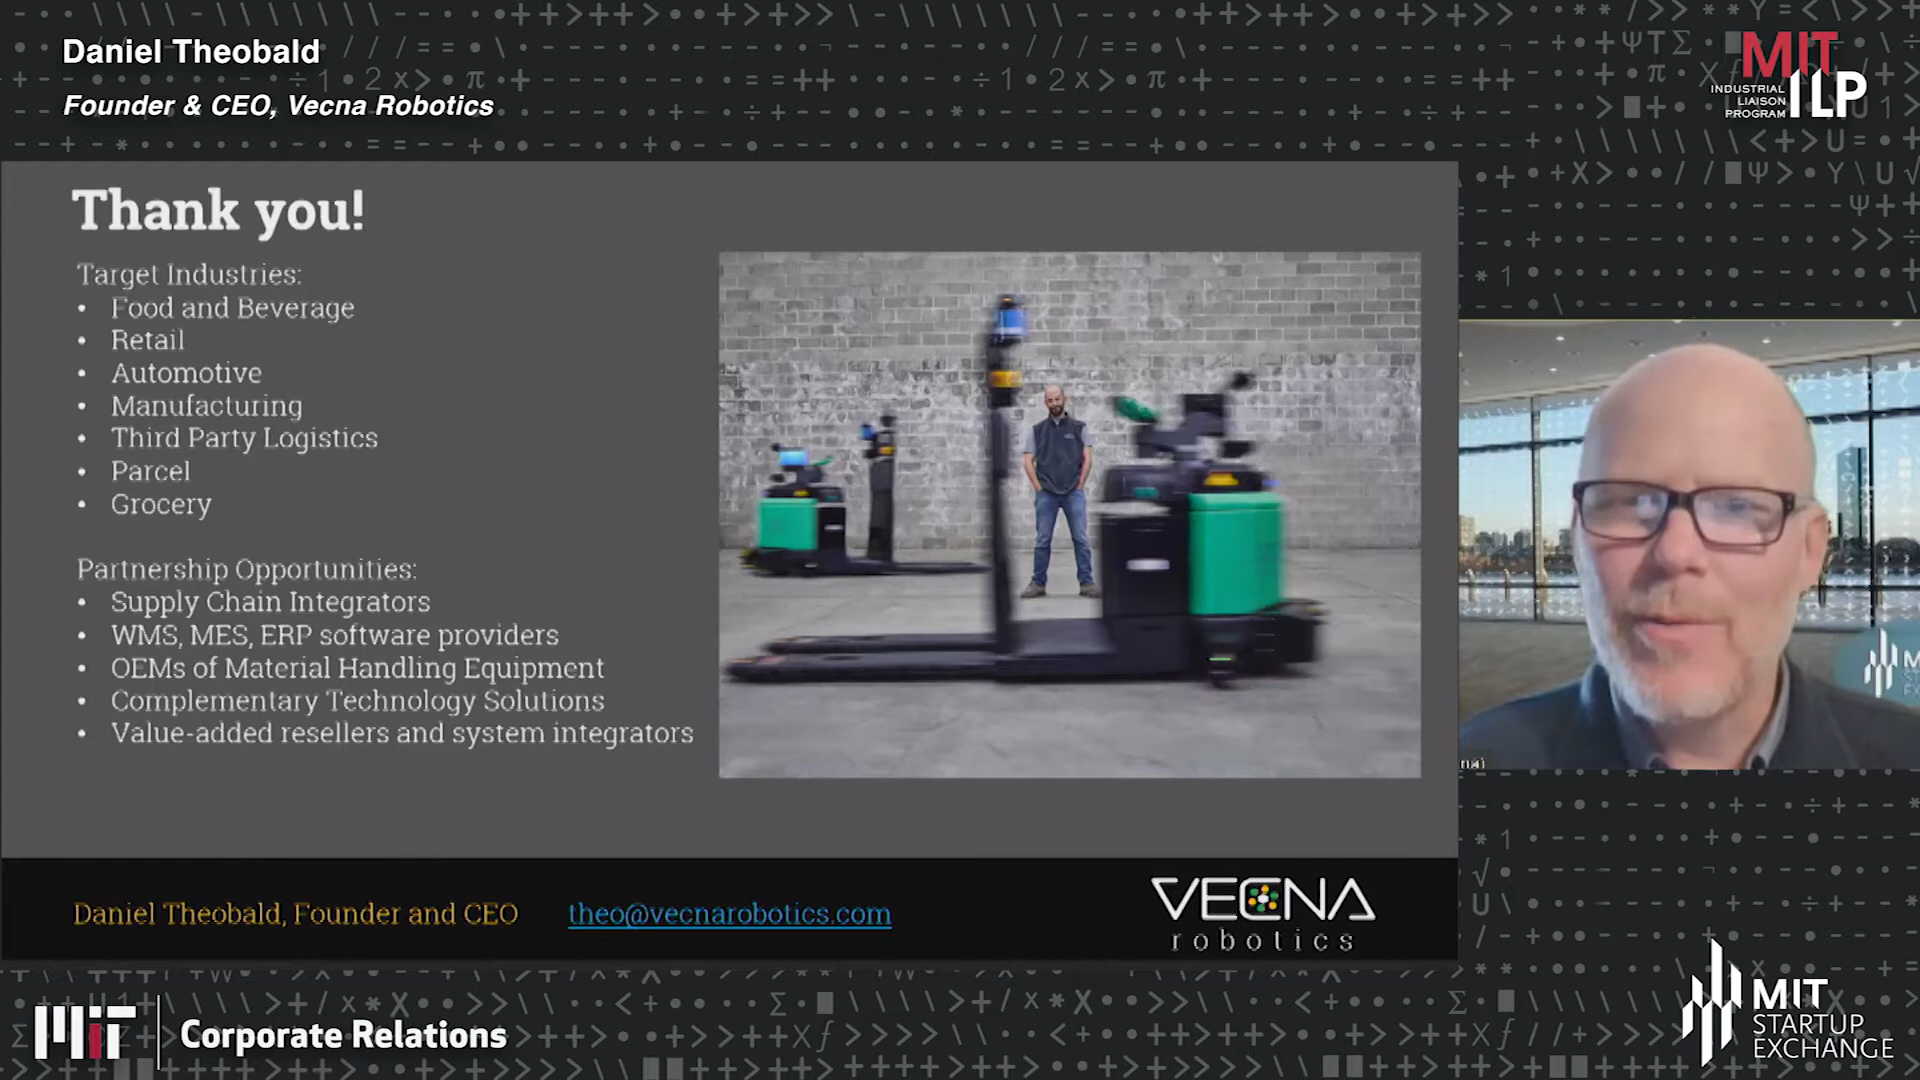 Daniel Theobald
Founder & CEO, Vecna Robotics
MIT
INDUSTRIAL
LIAISON
PROGRAM
ILP
Thank you!
Target Industries:
• Food and Beverage
• Retail
• Automotive
• Manufacturing
• Third Party Logistics
• Parcel
• Grocery
Partnership Opportunities:
• Supply Chain Integrators
• WMS, MES, ERP software providers
• OEMs of Material Handling Equipment
• Complementary Technology Solutions
• Value-added resellers and system integrators
Daniel Theobald, Founder and CEO theo@vecnarobotics.com
VECNA
robotics
MIT Corporate Relations
MIT
STARTUP
EXCHANGE